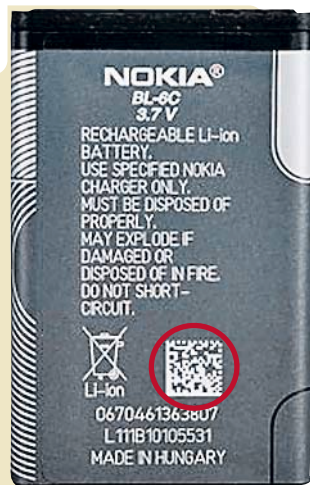 NOKIA®
BL-6C
3.7 V
RECHARGEABLE Li-ion
BATTERY.
USE SPECIFIED NOKIA
CHARGER ONLY.
MUST BE DISPOSED OF
PROPERLY.
MAY EXPLODE IF
DAMAGED OR
DISPOSED OF IN FIRE.
DO NOT SHORT-
CIRCUIT.
Li-ion
0670461363807
L111B10105531
MADE IN HUNGARY